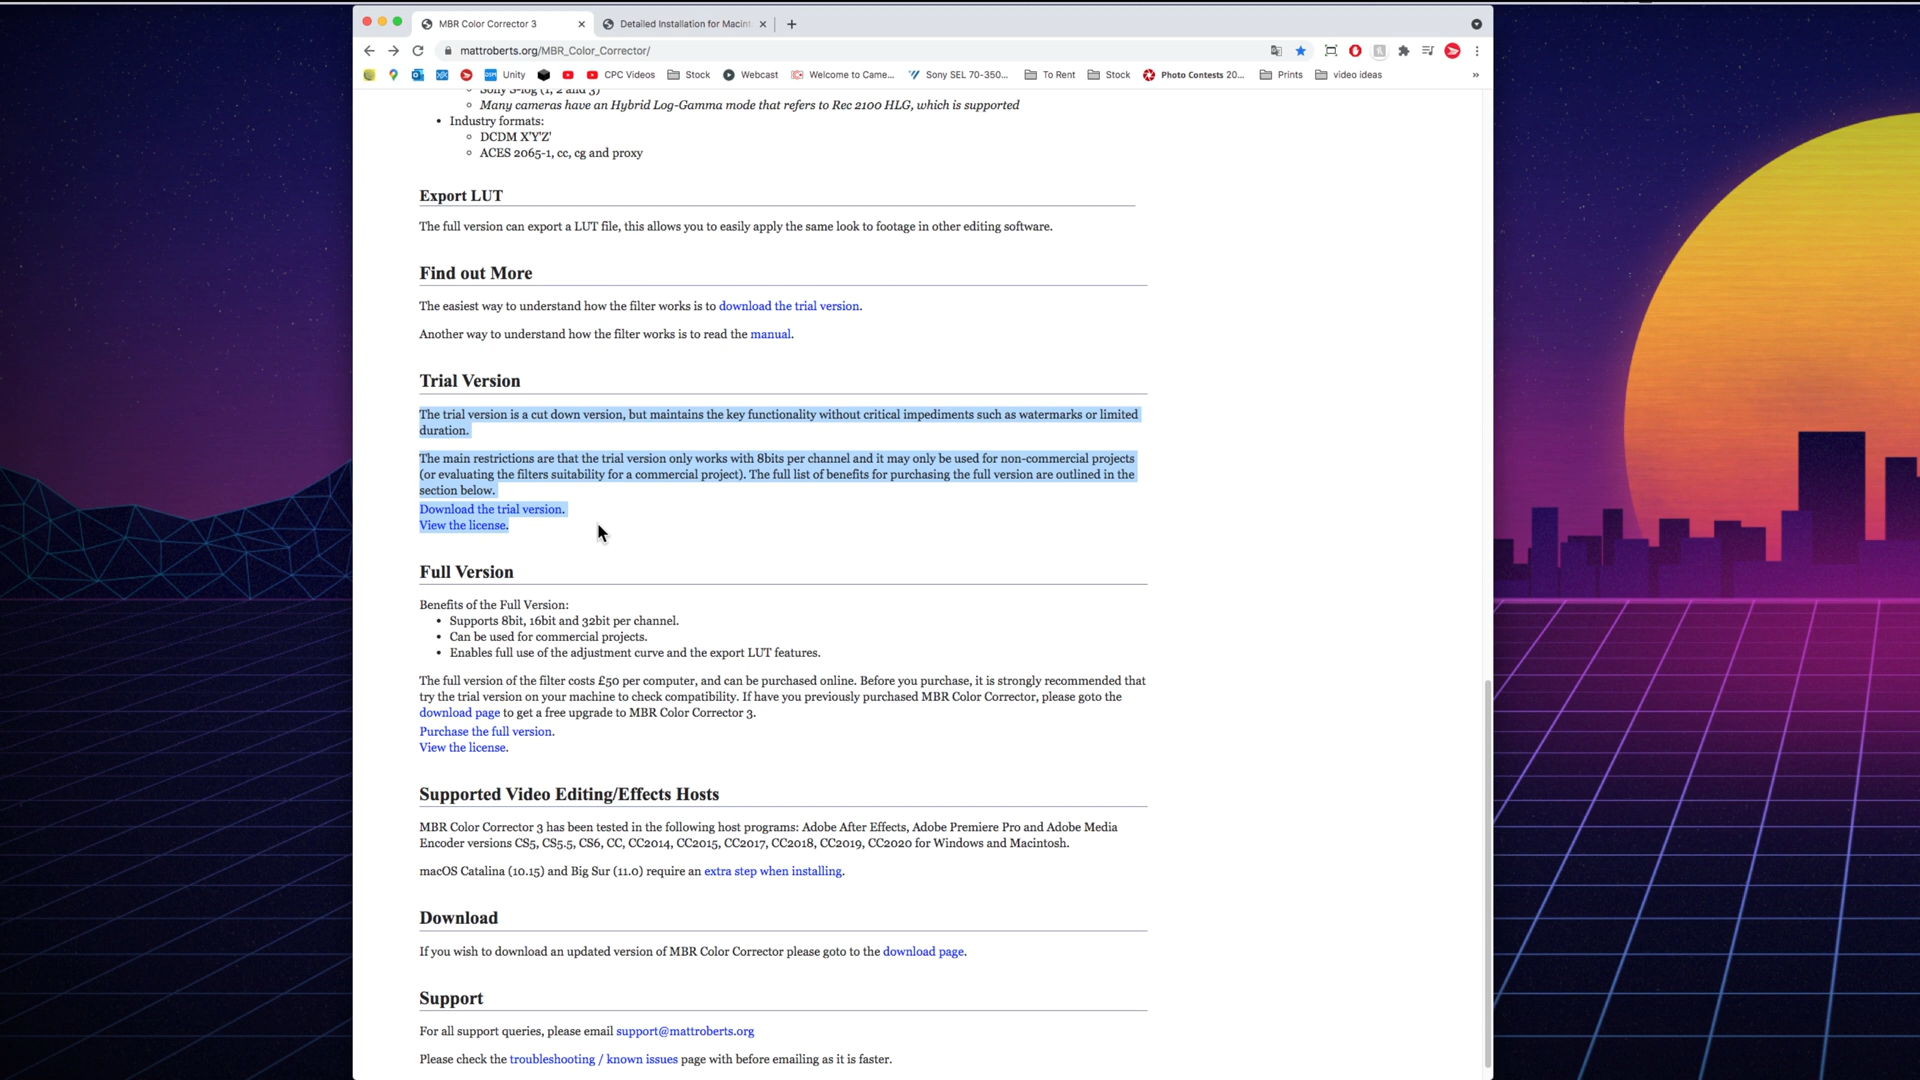 MBR Color Corrector 3
Detailed Installation for Macint
mattroberts.org/MBR_Color_Corrector/
Unity CPC Videos Stock Webcast Welcome to Came... Sony SEL 70-350... To Rent Stock Photo Contests 20... Prints video ideas
Sony S-log (1, 2 and 3)
Many cameras have an Hybrid Log-Gamma mode that refers to Rec 2100 HLG, which is supported
Industry formats:
DCDM X'Y'Z'
ACES 2065-1, cc, cg and proxy
Export LUT
The full version can export a LUT file, this allows you to easily apply the same look to footage in other editing software.
Find out More
The easiest way to understand how the filter works is to download the trial version.
Another way to understand how the filter works is to read the manual.
Trial Version
The trial version is a cut down version, but maintains the key functionality without critical impediments such as watermarks or limited
duration.
The main restrictions are that the trial version only works with 8bits per channel and it may only be used for non-commercial projects
(or evaluating the filters suitability for a commercial project). The full list of benefits for purchasing the full version are outlined in the
section below.
Download the trial version.
View the license.
Full Version
Benefits of the Full Version:
Supports 8bit, 16bit and 32bit per channel.
Can be used for commercial projects.
Enables full use of the adjustment curve and the export LUT features.
The full version of the filter costs £50 per computer, and can be purchased online. Before you purchase, it is strongly recommended that
try the trial version on your machine to check compatibility. If have you previously purchased MBR Color Corrector, please goto the
download page to get a free upgrade to MBR Color Corrector 3.
Purchase the full version.
View the license.
Supported Video Editing/Effects Hosts
MBR Color Corrector 3 has been tested in the following host programs: Adobe After Effects, Adobe Premiere Pro and Adobe Media
Encoder versions CS5, CS5.5, CS6, CC, CC2014, CC2015, CC2017, CC2018, CC2019, CC2020 for Windows and Macintosh.
macOS Catalina (10.15) and Big Sur (11.0) require an extra step when installing.
Download
If you wish to download an updated version of MBR Color Corrector please goto to the download page.
Support
For all support queries, please email support@mattroberts.org
Please check the troubleshooting / known issues page with before emailing as it is faster.